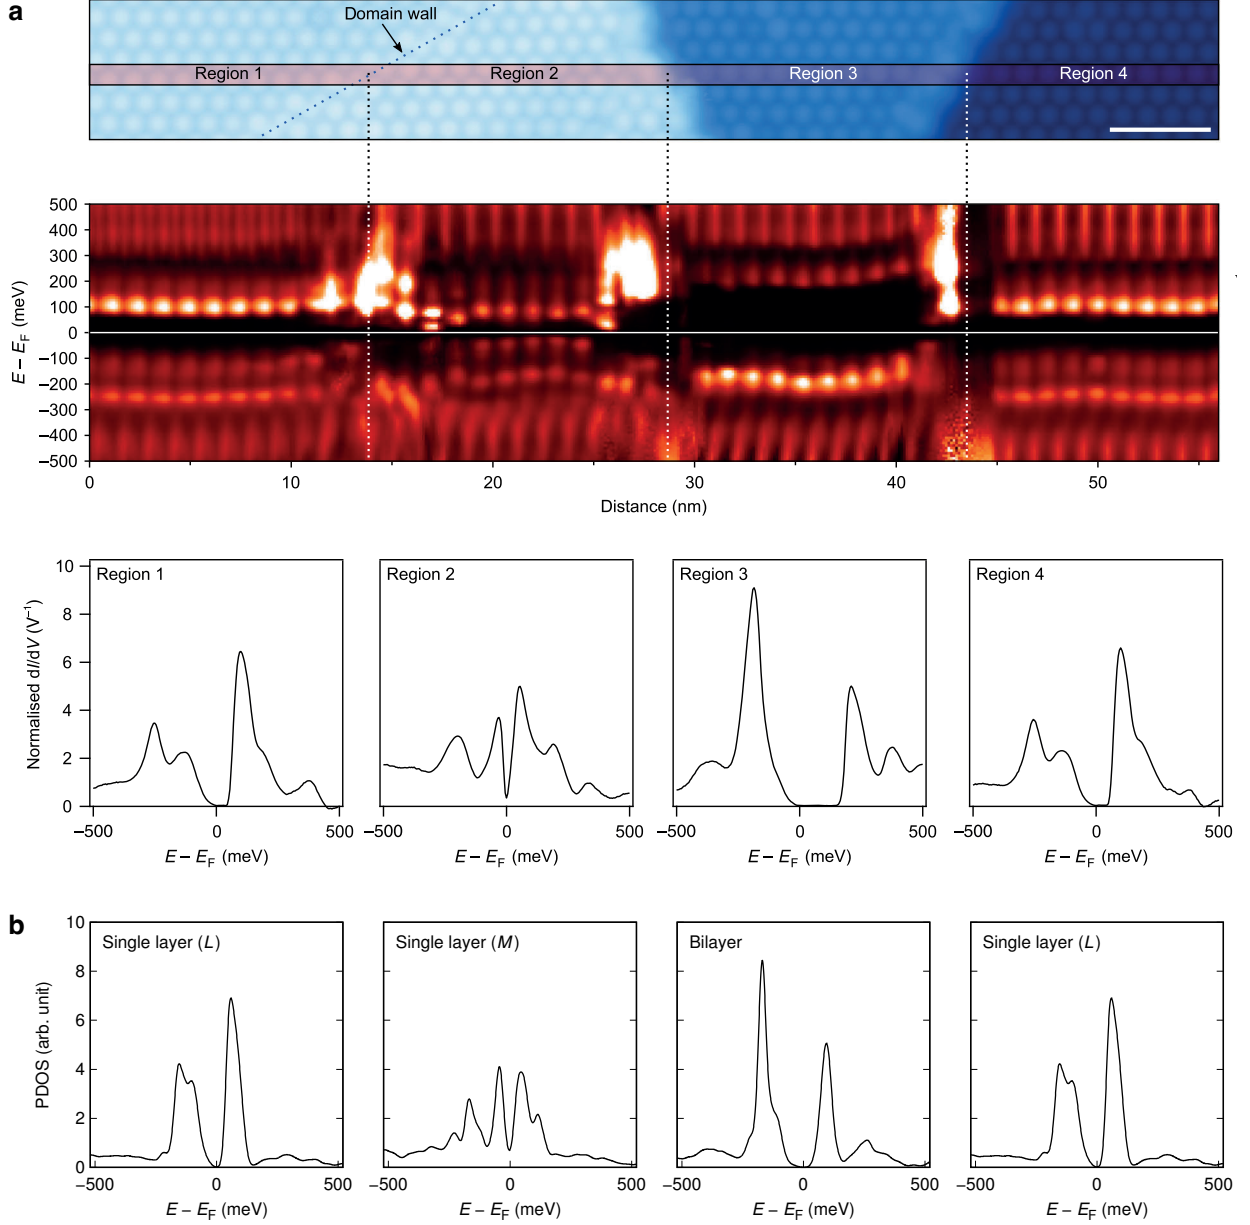 a
Domain wall
Region 1 Region 2 Region 3 Region 4
500
400
300
200
100
0
−100
−200
−300
−400
−500
E – EF (meV)
0 10 20 30 40 50
Distance (nm)
10
8
6
4
2
0
Normalised dI/dV (V−1)
Region 1 Region 2 Region 3 Region 4
−500 0 500 −500 0 500 −500 0 500 −500 0 500
E – EF (meV) E – EF (meV) E – EF (meV) E – EF (meV)
b
10
8
6
4
2
0
PDOS (arb. unit)
Single layer (L) Single layer (M) Bilayer Single layer (L)
−500 0 500 −500 0 500 −500 0 500 −500 0 500
E – EF (meV) E – EF (meV) E – EF (meV) E – EF (meV)